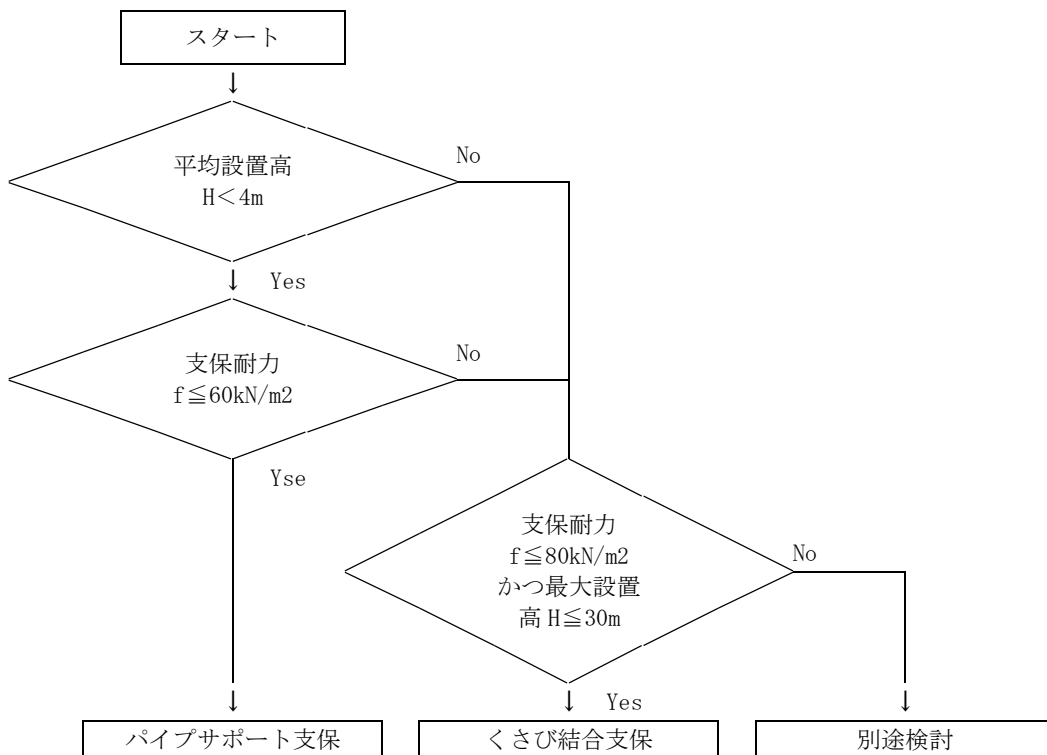 スタート
↓
平均設置高
H＜4m
No
↓
Yes
支保耐力
f≦60kN/m2
No
Yse
支保耐力
f≦80kN/m2
かつ最大設置
高 H≦30m
No
↓
↓
Yes
↓
パイプサポート支保
くさび結合支保
別途検討